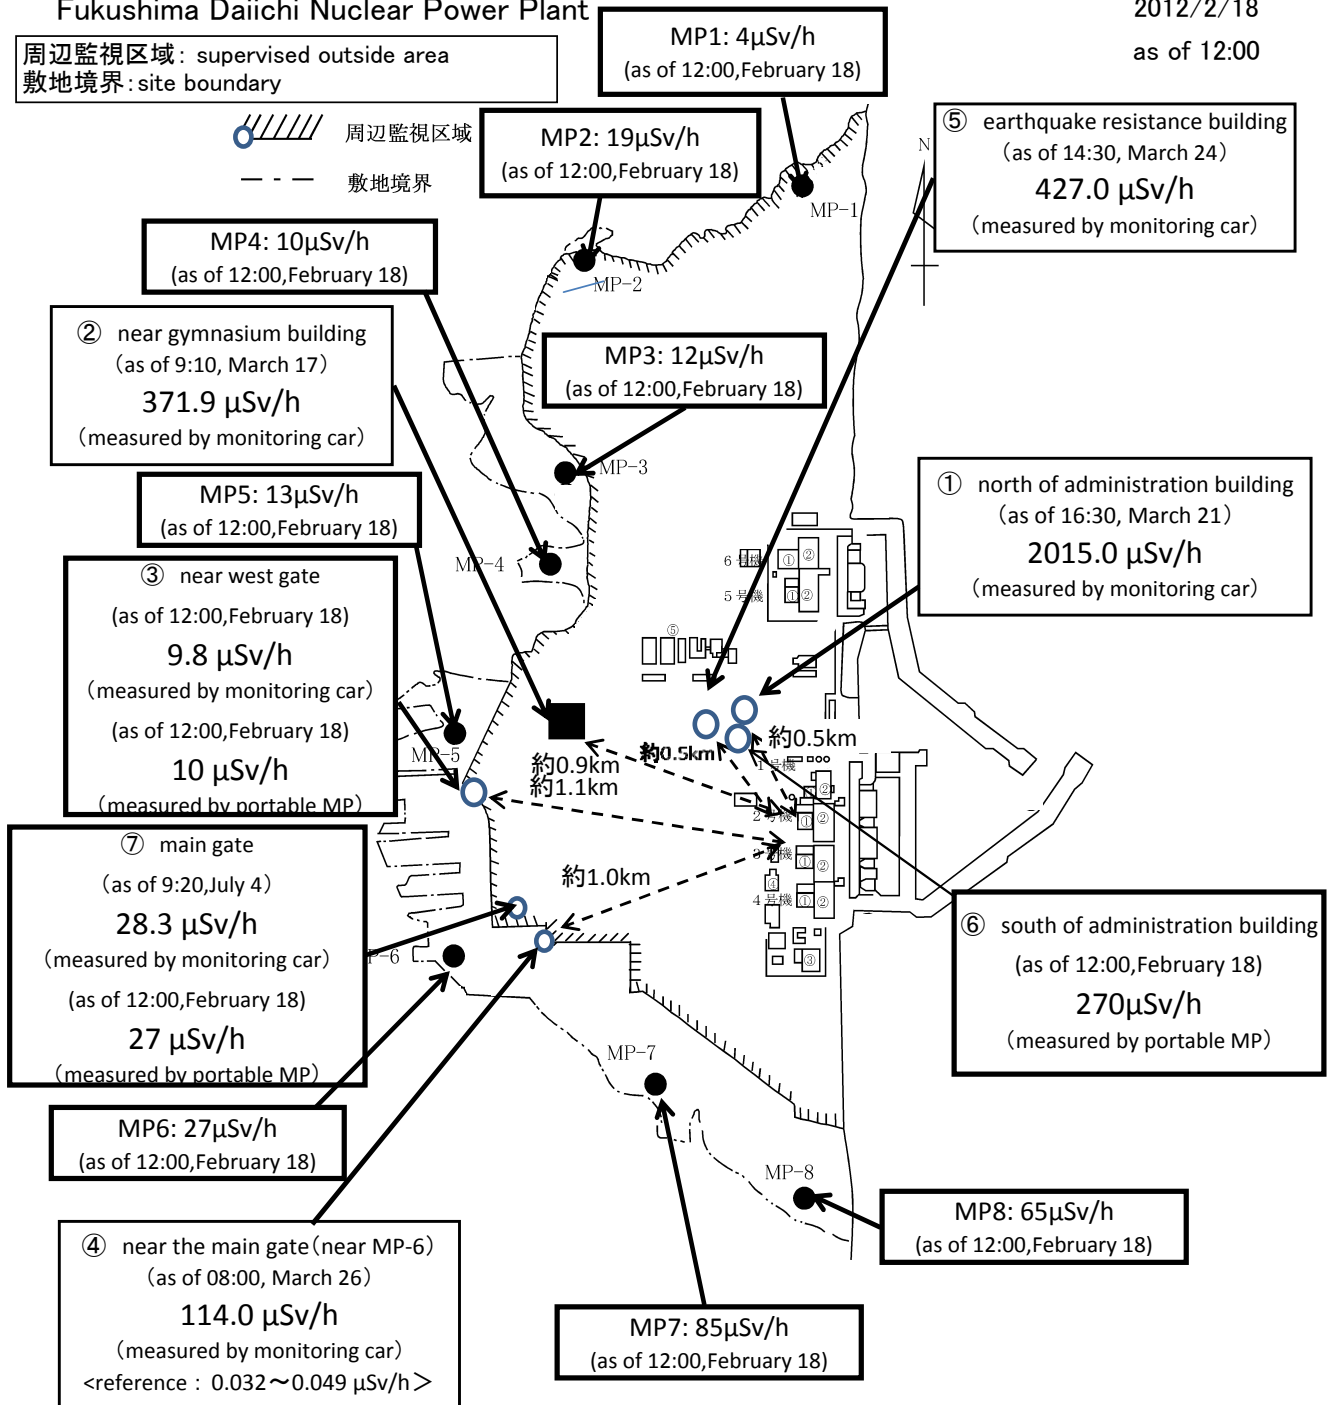 Fukushima Daiichi Nuclear Power Plant
2012/2/18
as of 12:00
周辺監視区域: supervised outside area
敷地境界:site boundary
周辺監視区域
敷地境界
MP1: 4μSv/h
(as of 12:00,February 18)
MP2: 19μSv/h
(as of 12:00,February 18)
⑤ earthquake resistance building
(as of 14:30, March 24)
427.0 μSv/h
(measured by monitoring car)
N
MP-1
MP4: 10μSv/h
(as of 12:00,February 18)
MP-2
② near gymnasium building
(as of 9:10, March 17)
371.9 μSv/h
(measured by monitoring car)
MP3: 12μSv/h
(as of 12:00,February 18)
MP-3
MP5: 13μSv/h
(as of 12:00,February 18)
① north of administration building
(as of 16:30, March 21)
2015.0 μSv/h
(measured by monitoring car)
MP-4
③ near west gate
(as of 12:00,February 18)
9.8 μSv/h
(measured by monitoring car)
(as of 12:00,February 18)
10 μSv/h
(measured by portable MP)
6号機
① ②
5号機
① ②
⑤
MP-5
約0.9km
約1.1km
約0.5km
約0.5km
1号機
②
2号機
① ②
3号機
① ②
④
4号機
① ②
③
約1.0km
⑦ main gate
(as of 9:20,July 4)
28.3 μSv/h
(measured by monitoring car)
(as of 12:00,February 18)
27 μSv/h
(measured by portable MP)
P-6
⑥ south of administration building
(as of 12:00,February 18)
270μSv/h
(measured by portable MP)
MP-7
MP6: 27μSv/h
(as of 12:00,February 18)
MP-8
MP8: 65μSv/h
(as of 12:00,February 18)
④ near the main gate(near MP-6)
(as of 08:00, March 26)
114.0 μSv/h
(measured by monitoring car)
<reference : 0.032~0.049 μSv/h>
MP7: 85μSv/h
(as of 12:00,February 18)